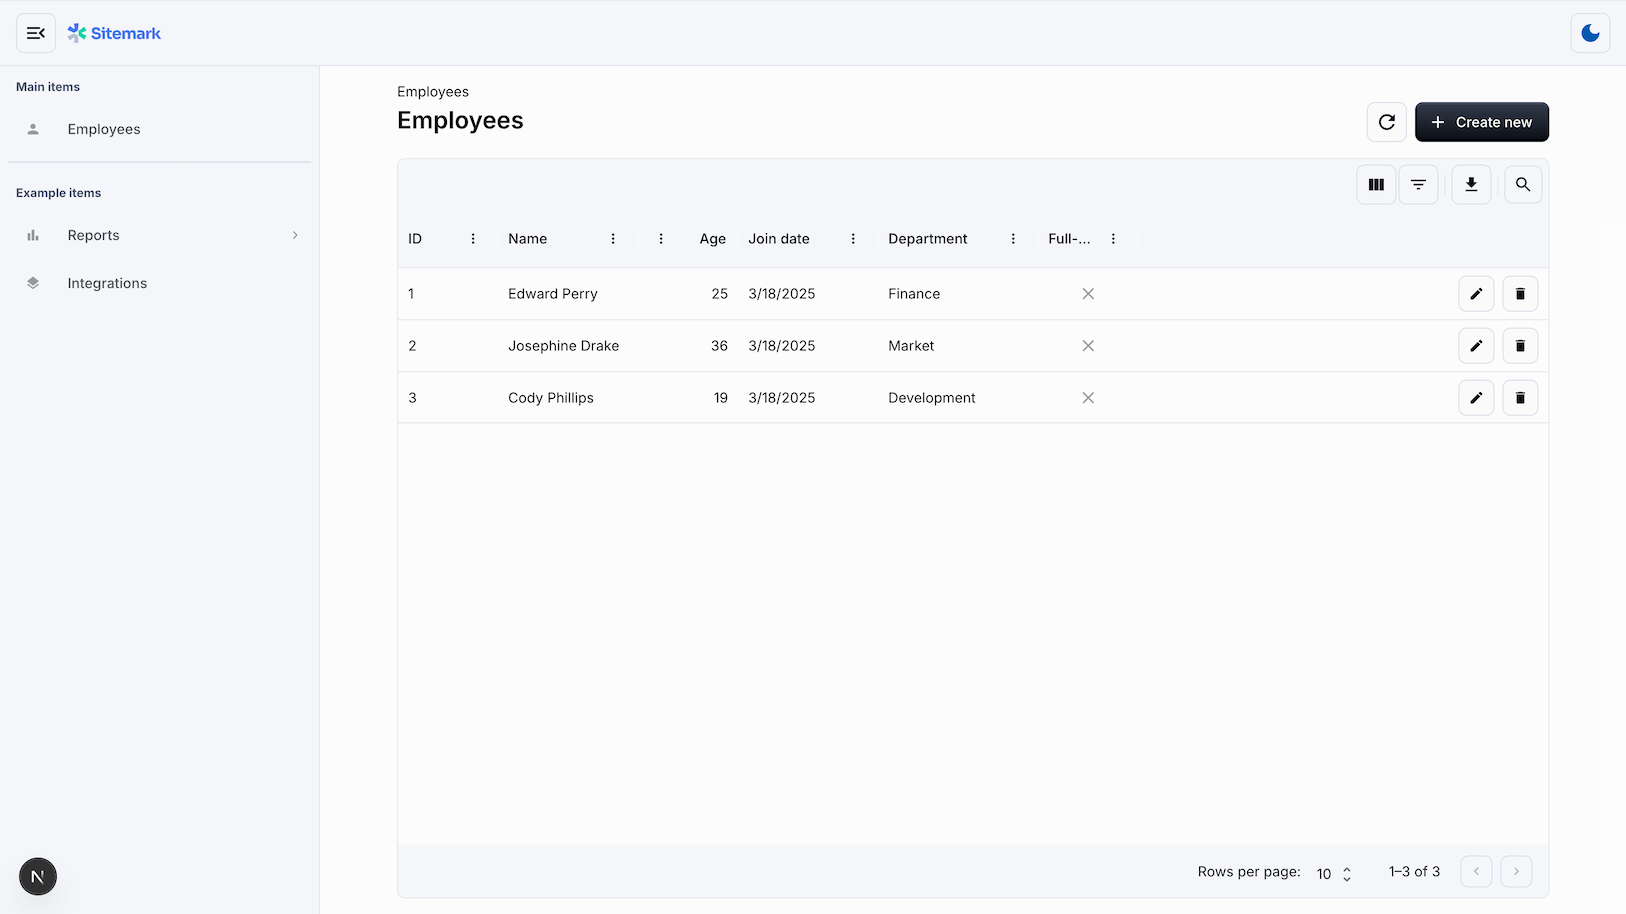 Sitemark
Main items
Employees
Example items
Reports
Integrations
Employees
Employees
Create new
ID Name Age Join date Department Full-...
1 Edward Perry 25 3/18/2025 Finance
2 Josephine Drake 36 3/18/2025 Market
3 Cody Phillips 19 3/18/2025 Development
Rows per page: 10 1–3 of 3
N